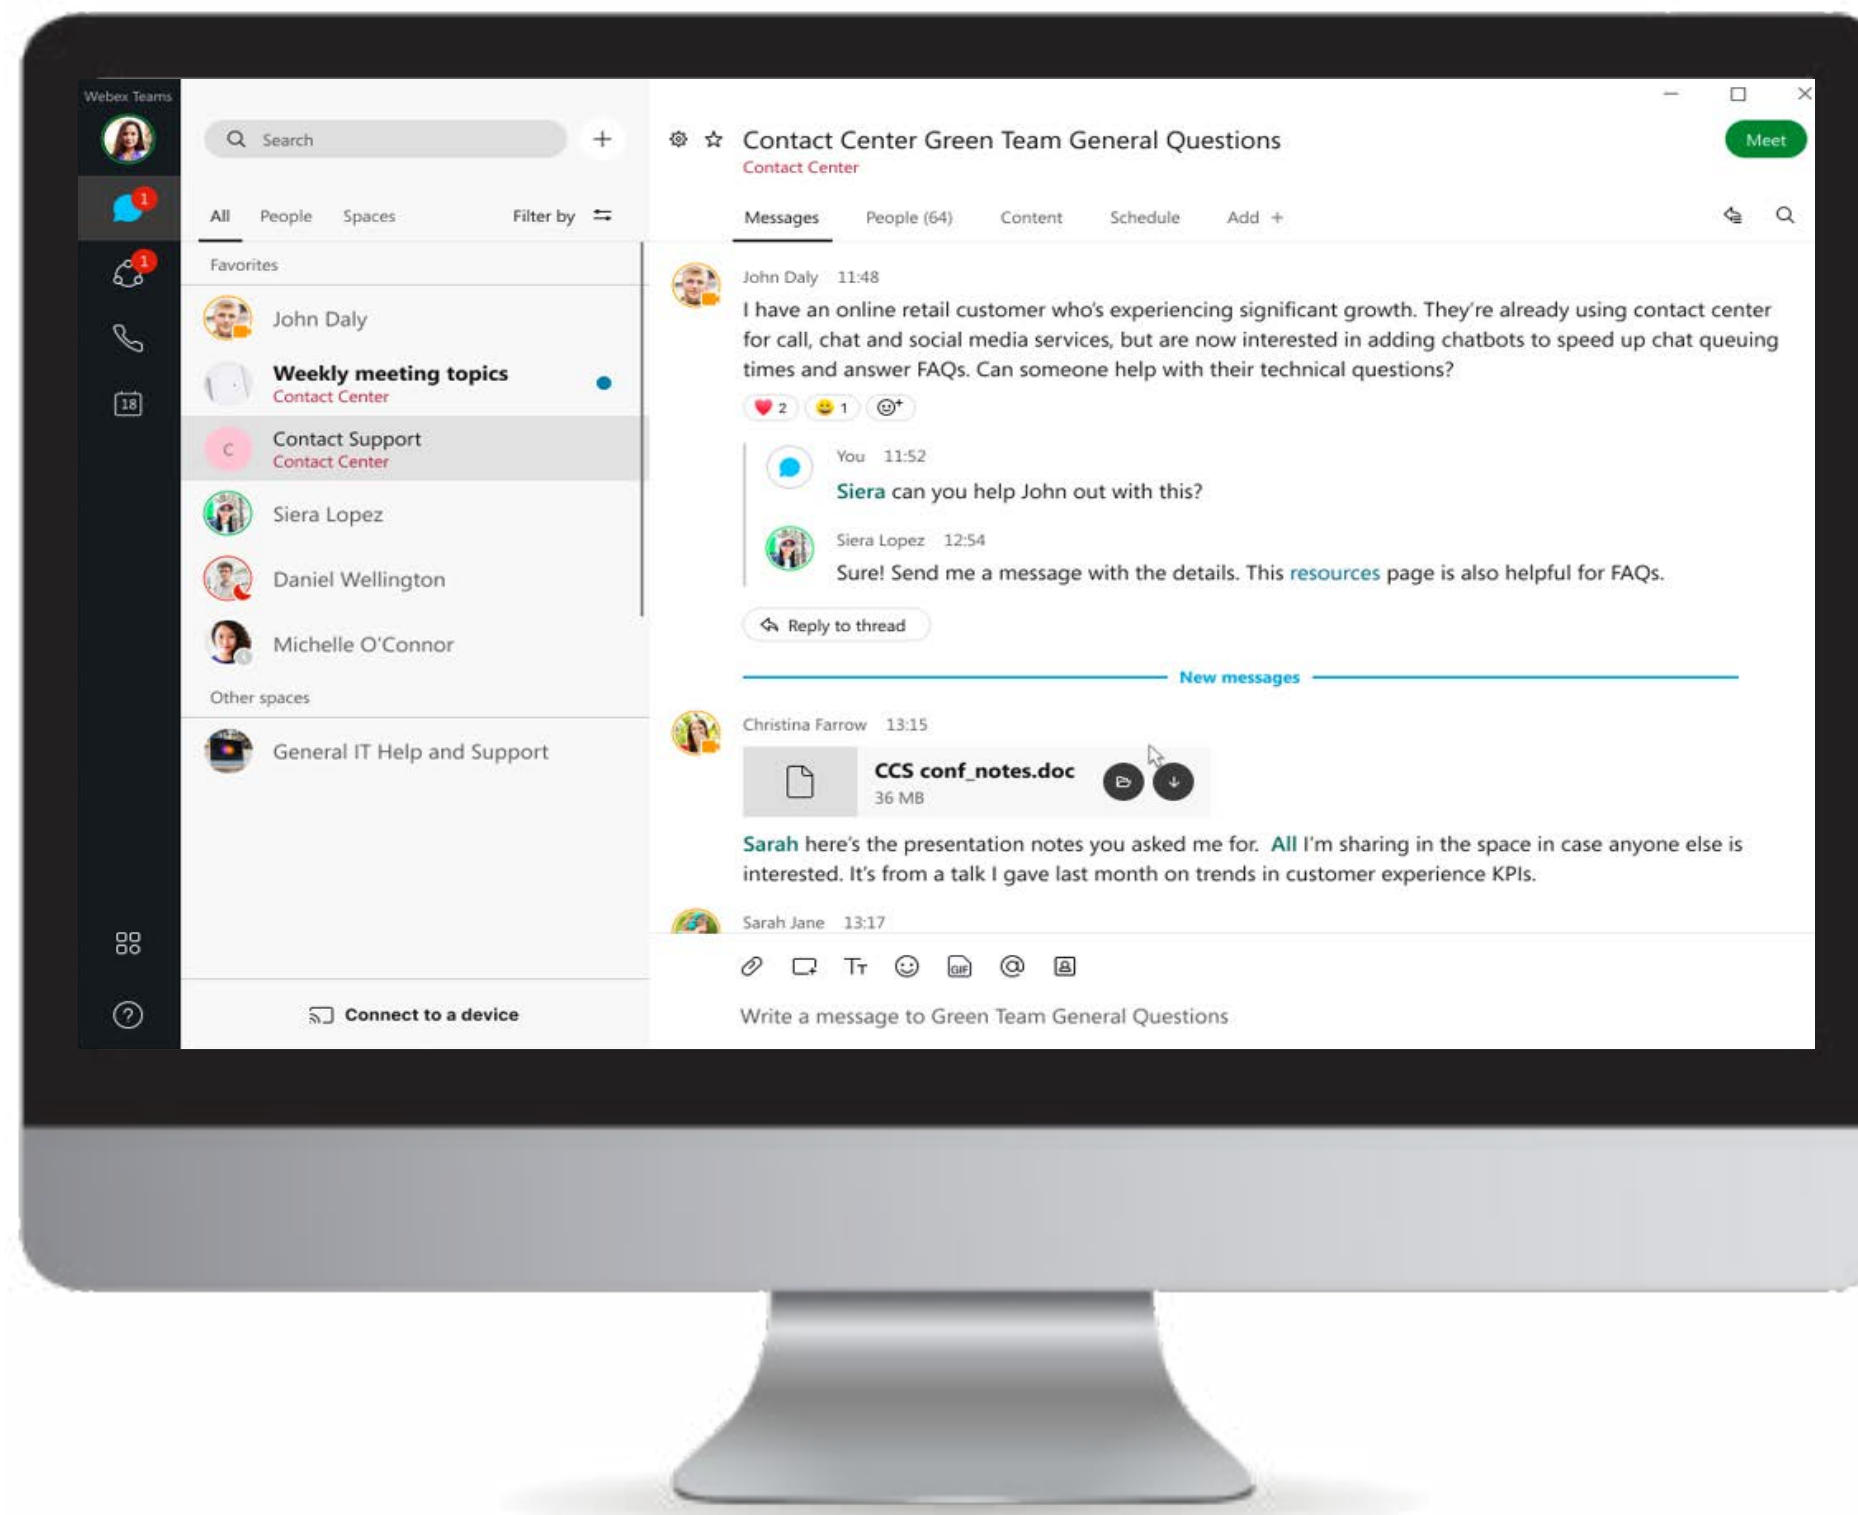 Webex Teams
Search
1
All People Spaces Filter by
1
18
Favorites
John Daly
Weekly meeting topics
Contact Center
C
Contact Support
Contact Center
Siera Lopez
Daniel Wellington
Michelle O'Connor
Other spaces
General IT Help and Support
Connect to a device
Contact Center Green Team General Questions
Contact Center
Meet
Messages People (64) Content Schedule Add +
John Daly 11:48
I have an online retail customer who's experiencing significant growth. They're already using contact center
for call, chat and social media services, but are now interested in adding chatbots to speed up chat queuing
times and answer FAQs. Can someone help with their technical questions?
2 1
You 11:52
Siera can you help John out with this?
Siera Lopez 12:54
Sure! Send me a message with the details. This resources page is also helpful for FAQs.
Reply to thread
New messages
Christina Farrow 13:15
CCS conf_notes.doc
36 MB
Sarah here's the presentation notes you asked me for. All I'm sharing in the space in case anyone else is
interested. It's from a talk I gave last month on trends in customer experience KPIs.
Sarah Jane 13:17
Tт GIF @
Write a message to Green Team General Questions